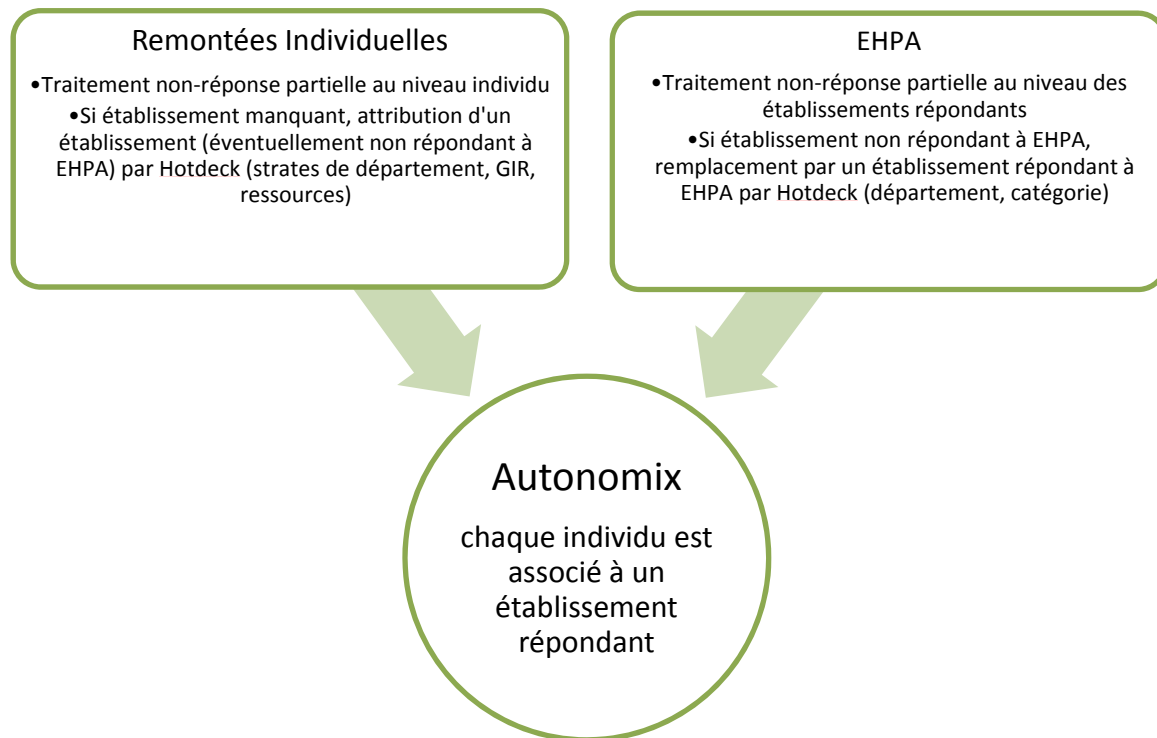 Remontées Individuelles
•Traitement non-réponse partielle au niveau individu
•Si établissement manquant, attribution d'un
établissement (éventuellement non répondant à
EHPA) par Hotdeck (strates de département, GIR,
ressources)
EHPA
•Traitement non-réponse partielle au niveau des
établissements répondants
•Si établissement non répondant à EHPA,
remplacement par un établissement répondant à
EHPA par Hotdeck (département, catégorie)
Autonomix
chaque individu est
associé à un
établissement
répondant